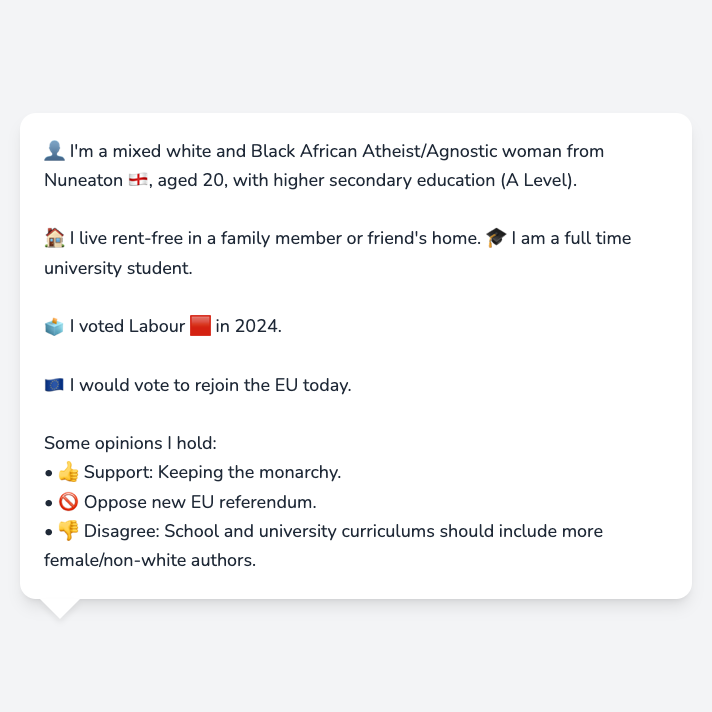 👤 I'm a mixed white and Black African Atheist/Agnostic woman from
Nuneaton 🏴󠁧󠁢󠁥󠁮󠁧󠁿, aged 20, with higher secondary education (A Level).
🏠 I live rent-free in a family member or friend's home. 🎓 I am a full time
university student.
🗳️ I voted Labour 🟥 in 2024.
🇪🇺 I would vote to rejoin the EU today.
Some opinions I hold:
• 👍 Support: Keeping the monarchy.
• 🚫 Oppose new EU referendum.
• 👎 Disagree: School and university curriculums should include more
female/non-white authors.